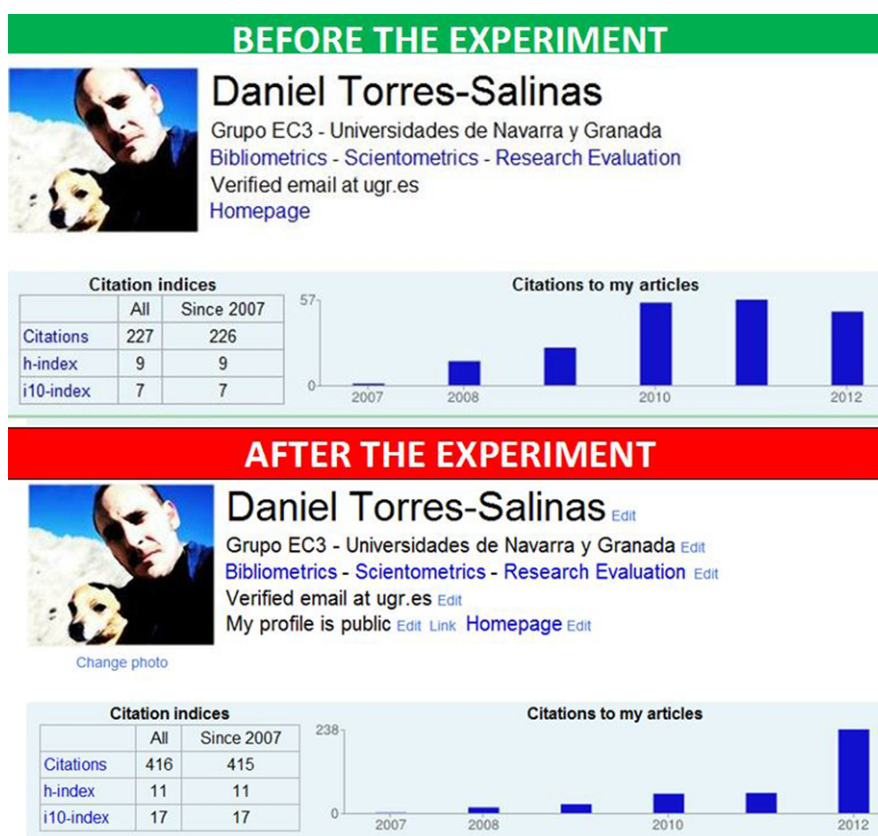 BEFORE THE EXPERIMENT
Daniel Torres-Salinas
Grupo EC3 - Universidades de Navarra y Granada
Bibliometrics - Scientometrics - Research Evaluation
Verified email at ugr.es
Homepage
Citation indices
All Since 2007
Citations 227 226
h-index 9 9
i10-index 7 7
Citations to my articles
57
0
2007 2008 2010 2012
AFTER THE EXPERIMENT
Daniel Torres-Salinas Edit
Grupo EC3 - Universidades de Navarra y Granada Edit
Bibliometrics - Scientometrics - Research Evaluation Edit
Verified email at ugr.es Edit
My profile is public Edit Link Homepage Edit
Change photo
Citation indices
All Since 2007
Citations 416 415
h-index 11 11
i10-index 17 17
Citations to my articles
238
0
2007 2008 2010 2012